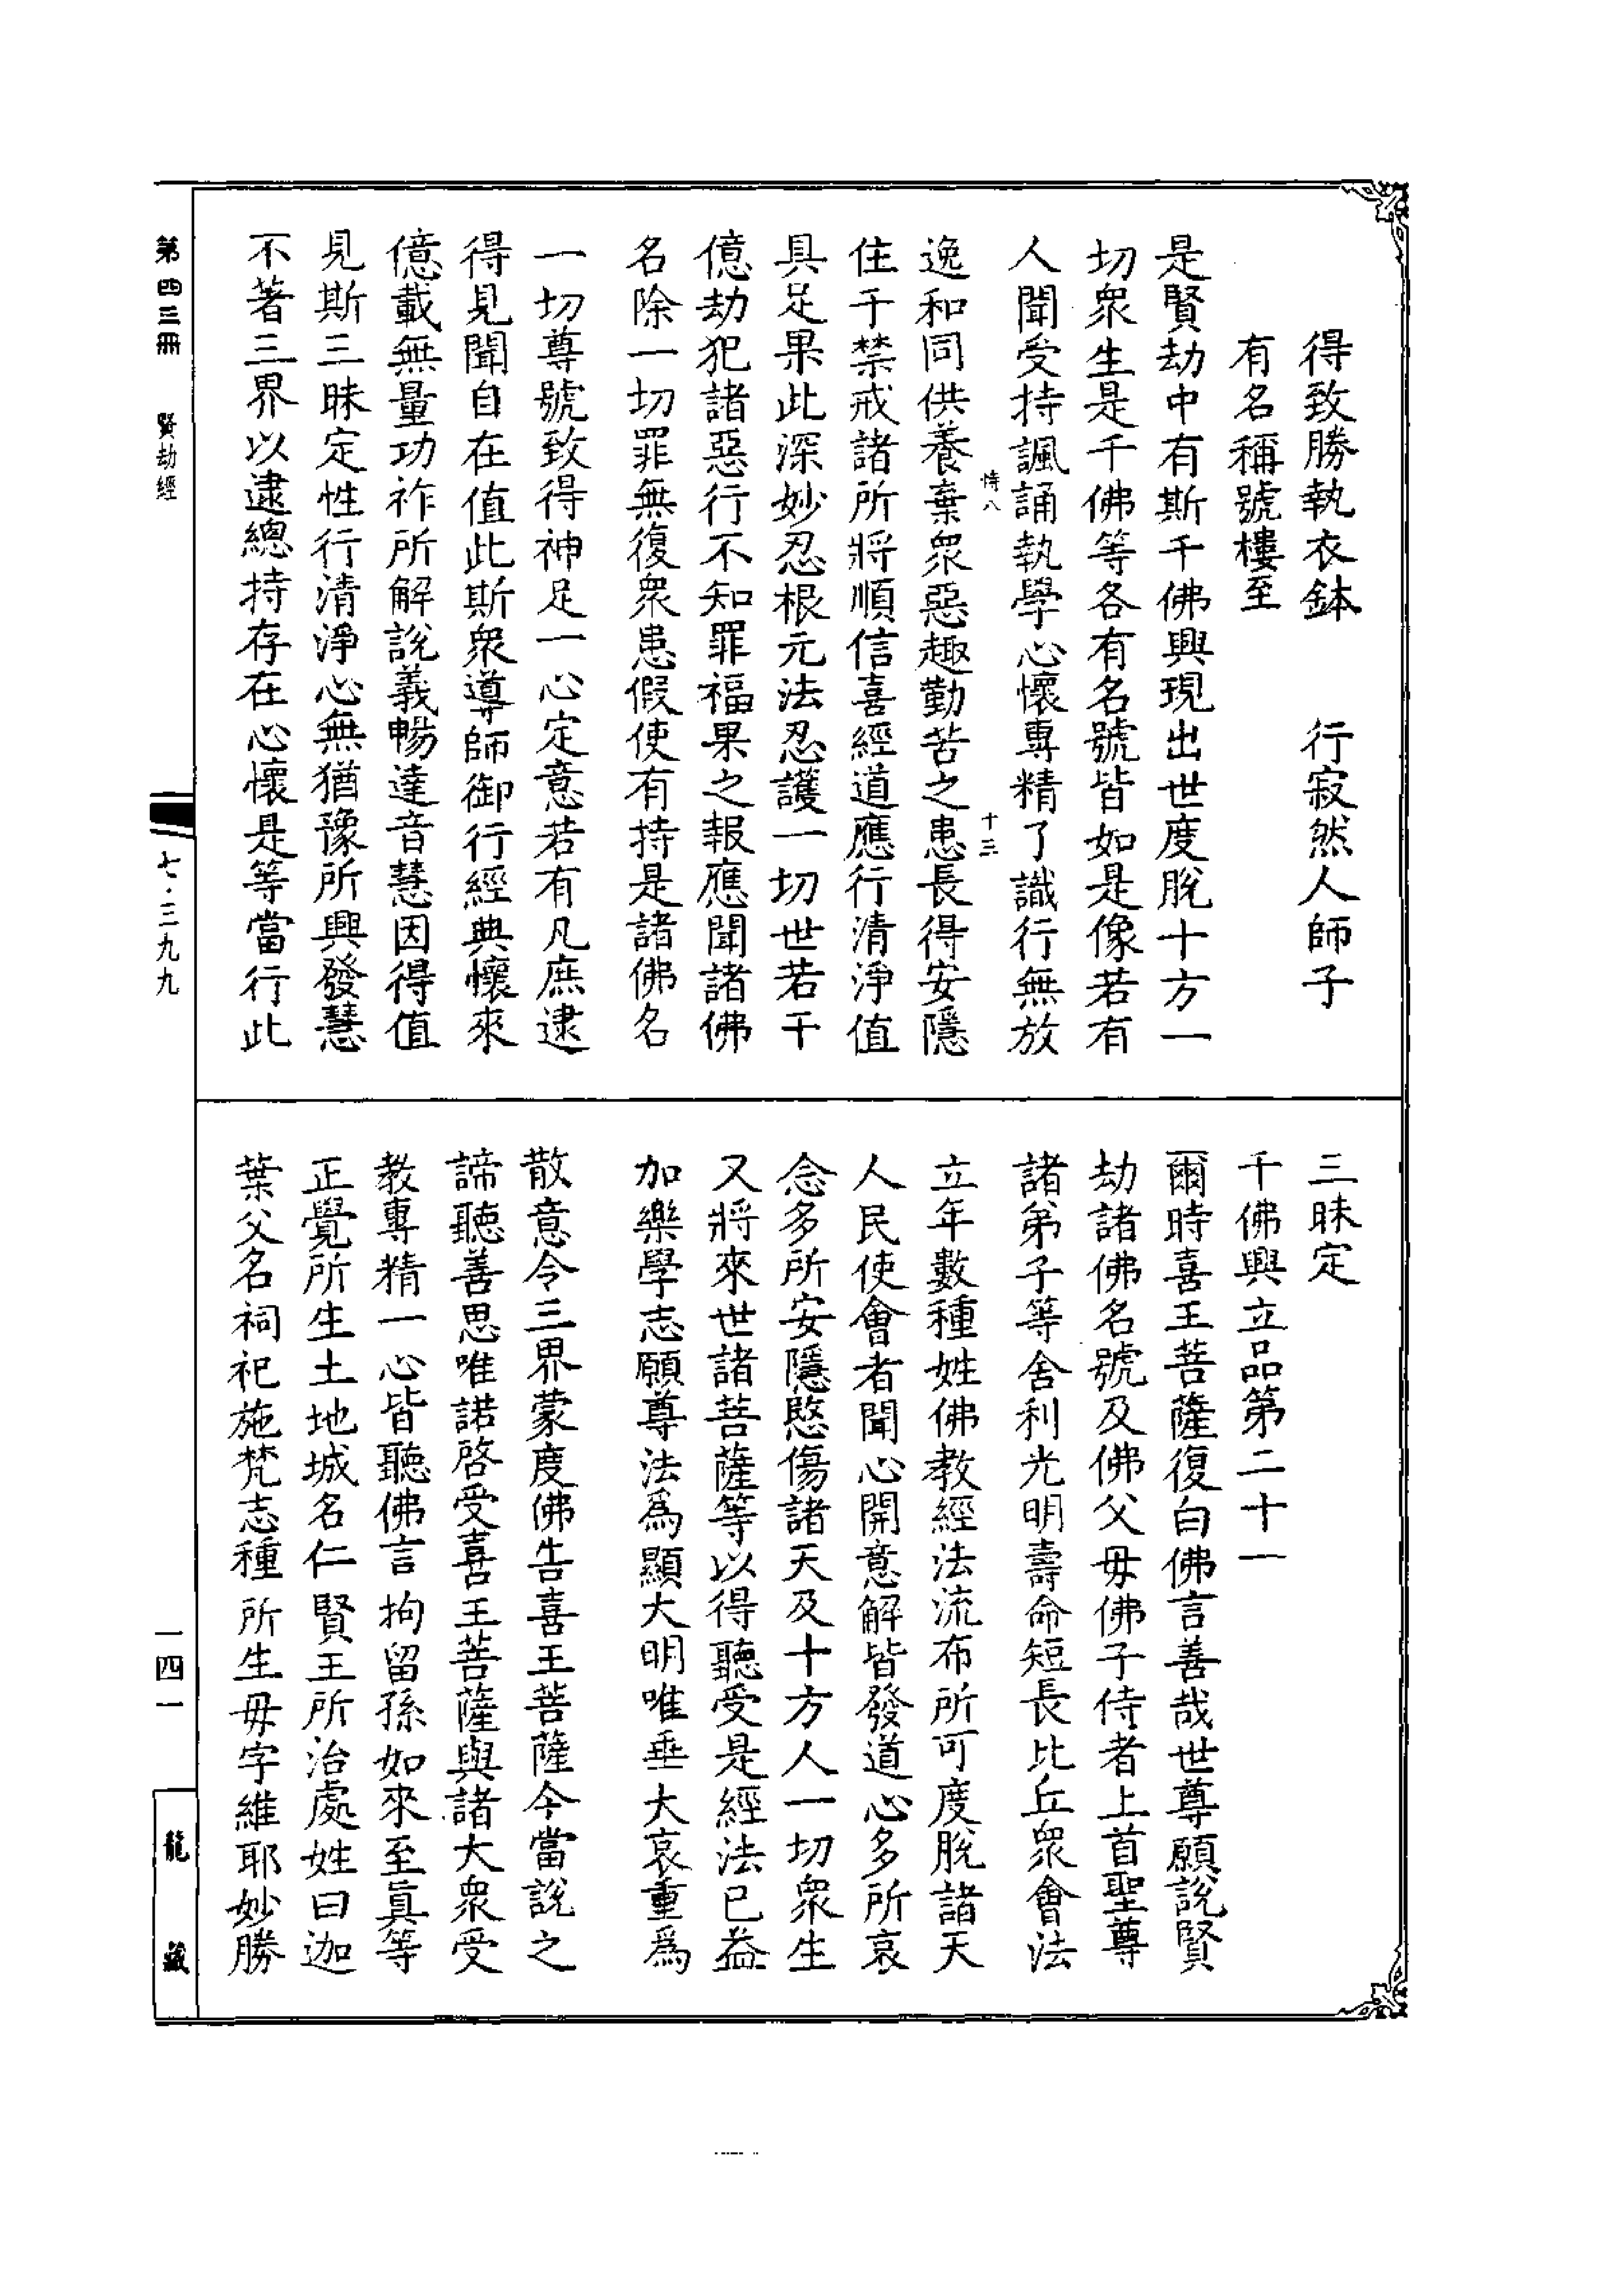 得致勝執衣鉢　行寂然人師子
有名稱號樓至
是賢劫中有斯千佛興現出世度脫十方一
切衆生是千佛等各有名號皆如是像若有
人聞受持諷誦執學心懷專精了識行無放
恃八　十三
逸和同供養棄衆惡趣勤苦之患長得安隱
住于禁戒諸所將順信喜經道應行清淨值
具足果此深妙忍根元法忍護一切世若干
億劫犯諸惡行不知罪福果之報應聞諸佛
名除一切罪無復衆患假使有持是諸佛名
一切尊號致得神足一心定意若有凡庶逮
得見聞自在值此斯衆導師御行經典懷來
億載無量功祚所解說義暢達音慧因得值
見斯三昧定性行清淨心無猶豫所興發慧
不著三界以逮總持存在心懷是等當行此
三昧定
千佛興立品第二十一
爾時喜王菩薩復白佛言善哉世尊願說賢
劫諸佛名號及佛父毋佛子侍者上首聖尊
諸弟子等舍利光明壽命短長比丘衆會法
立年數種姓佛教經法流布所可度脫諸天
人民使會者聞心開意解皆發道心多所哀
念多所安隱愍傷諸天及十方人一切衆生
又將來世諸菩薩等以得聽受是經法已益
加樂學志願尊法爲顯大明唯垂大哀重爲
散意令三界蒙度佛告喜王菩薩今當說之
諦聽善思唯諾啓受喜王菩薩與諸大衆受
教專精一心皆聽佛言拘留孫如來至眞等
正覺所生土地城名仁賢王所治處姓曰迦
葉父名祠祀施梵志種所生毋字維耶妙勝
第四三冊　賢劫經
七·三九九
一四一
龍藏